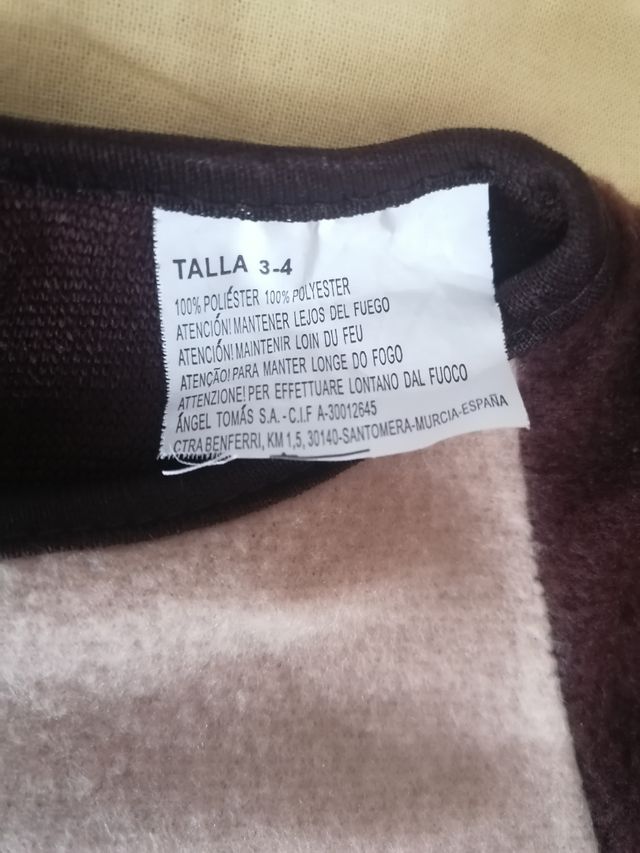 TALLA 3-4
100% POLIÉSTER 100% POLYESTER
ATENCIÓN! MANTENER LEJOS DEL FUEGO
ATENCIÓN! MAINTENIR LOIN DU FEU
ATENÇÃO! PARA MANTER LONGE DO FOGO
ATTENZIONE! PER EFFETTUARE LONTANO DAL FUOCO
ÁNGEL TOMÁS S.A. - C.I.F A-30012645
CTRA BENFERRI, KM 1,5, 30140-SANTOMERA-MURCIA-ESPAÑA